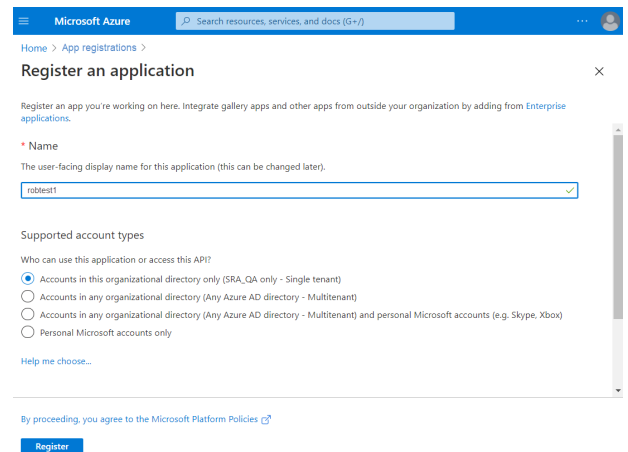 Microsoft Azure
Search resources, services, and docs (G+/)
...
Home > App registrations >
Register an application
Register an app you're working on here. Integrate gallery apps and other apps from outside your organization by adding from Enterprise
applications.
* Name
The user-facing display name for this application (this can be changed later).
robtest1
Supported account types
Who can use this application or access this API?
Accounts in this organizational directory only (SRA_QA only - Single tenant)
Accounts in any organizational directory (Any Azure AD directory - Multitenant)
Accounts in any organizational directory (Any Azure AD directory - Multitenant) and personal Microsoft accounts (e.g. Skype, Xbox)
Personal Microsoft accounts only
Help me choose...
By proceeding, you agree to the Microsoft Platform Policies
Register